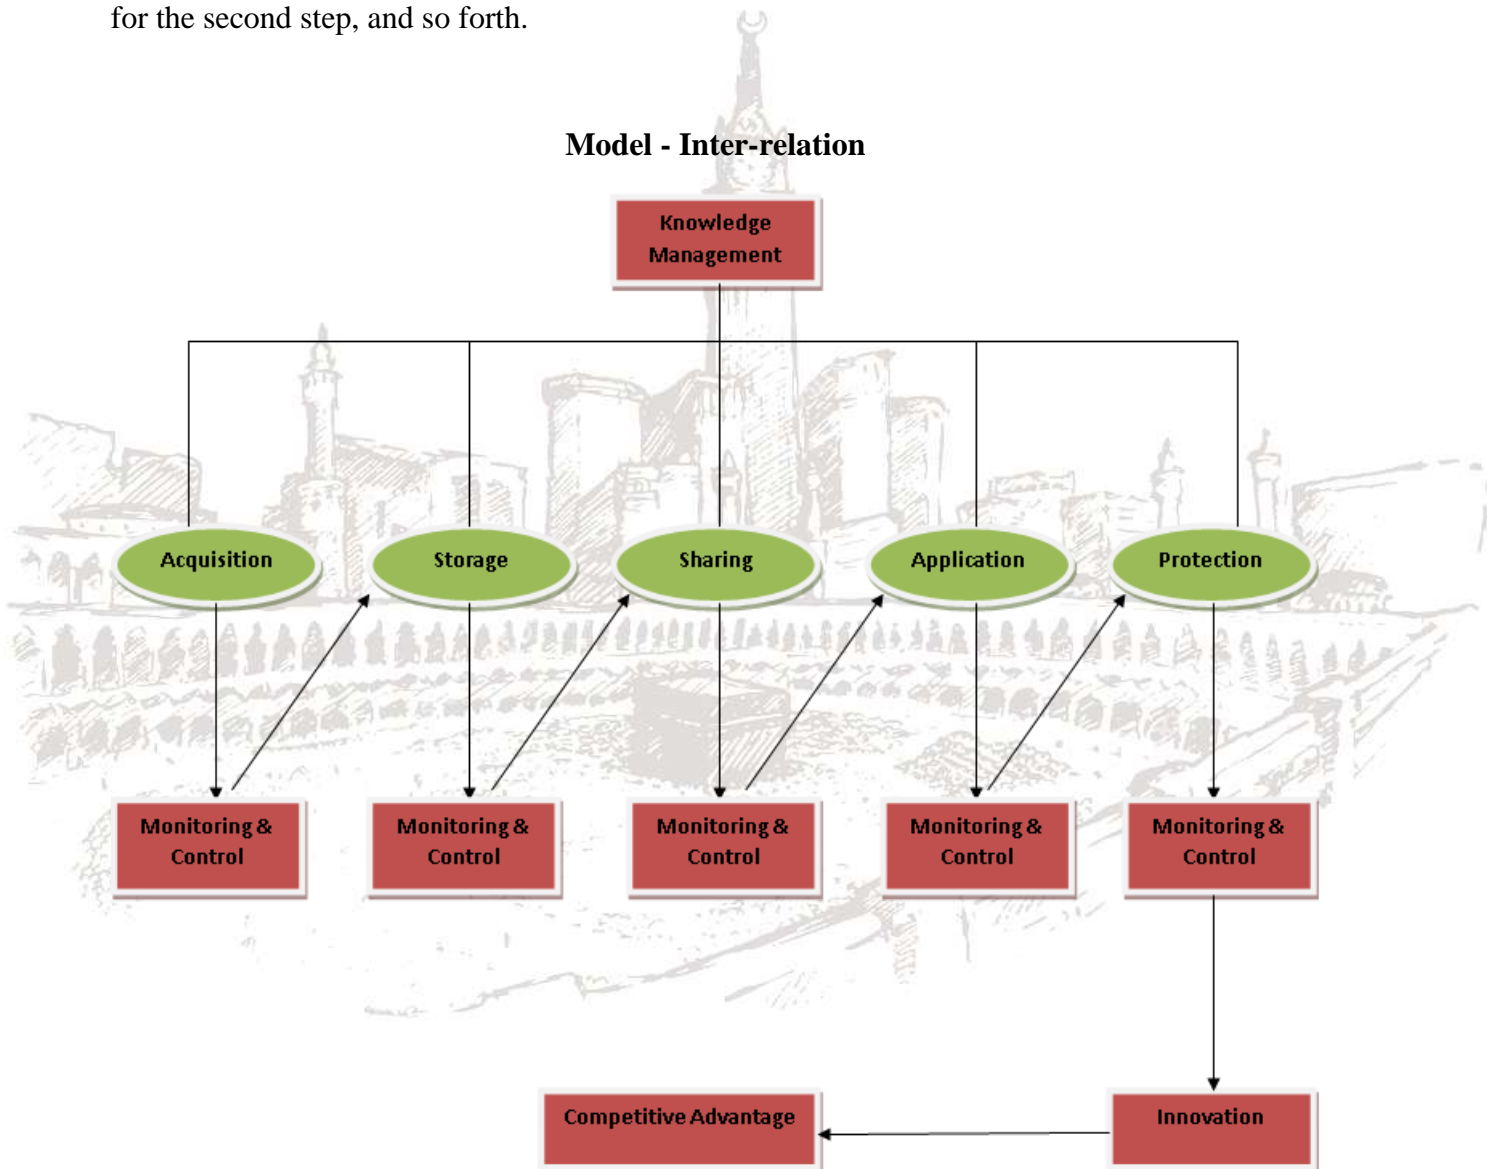 for the second step, and so forth.
Model - Inter-relation
Knowledge
Management
Acquisition
Storage
Sharing
Application
Protection
Monitoring &
Control
Monitoring &
Control
Monitoring &
Control
Monitoring &
Control
Monitoring &
Control
Competitive Advantage
Innovation